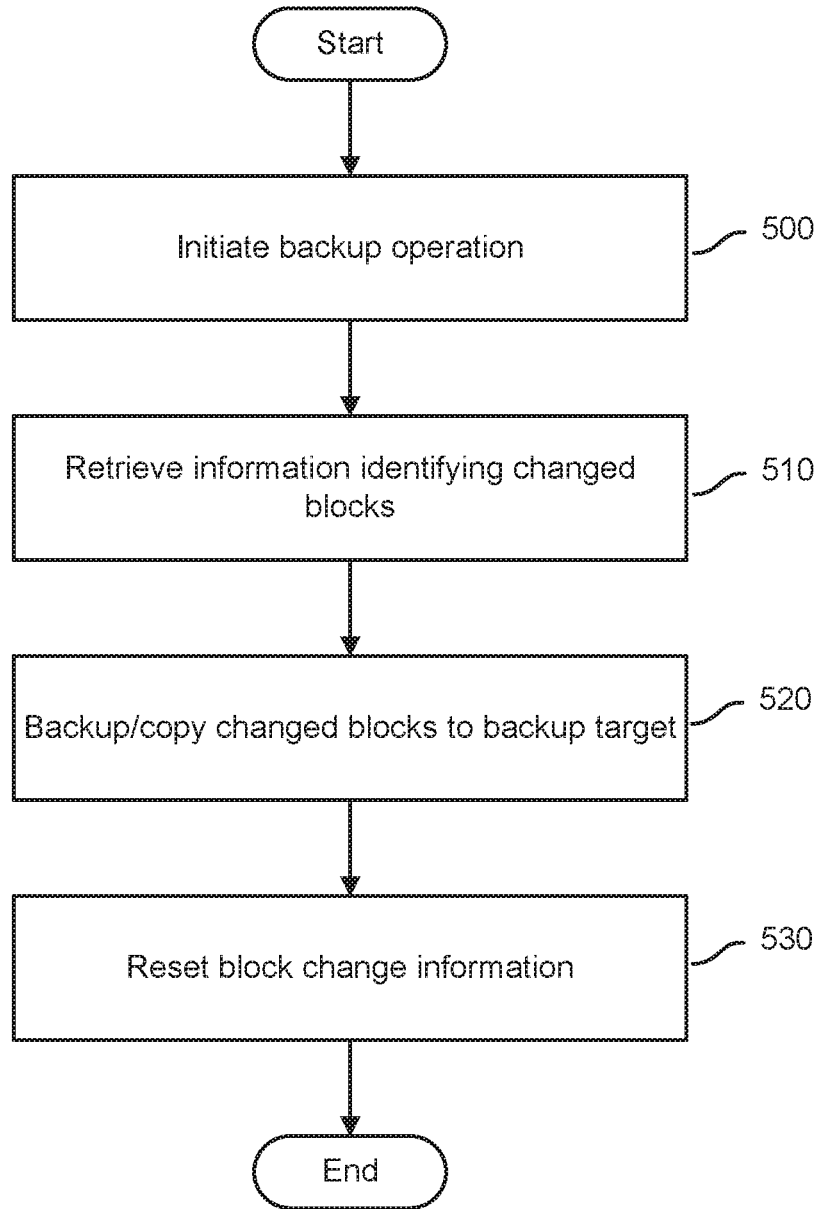 Start
Initiate backup operation
500
Retrieve information identifying changed
blocks
510
Backup/copy changed blocks to backup target
520
Reset block change information
530
End